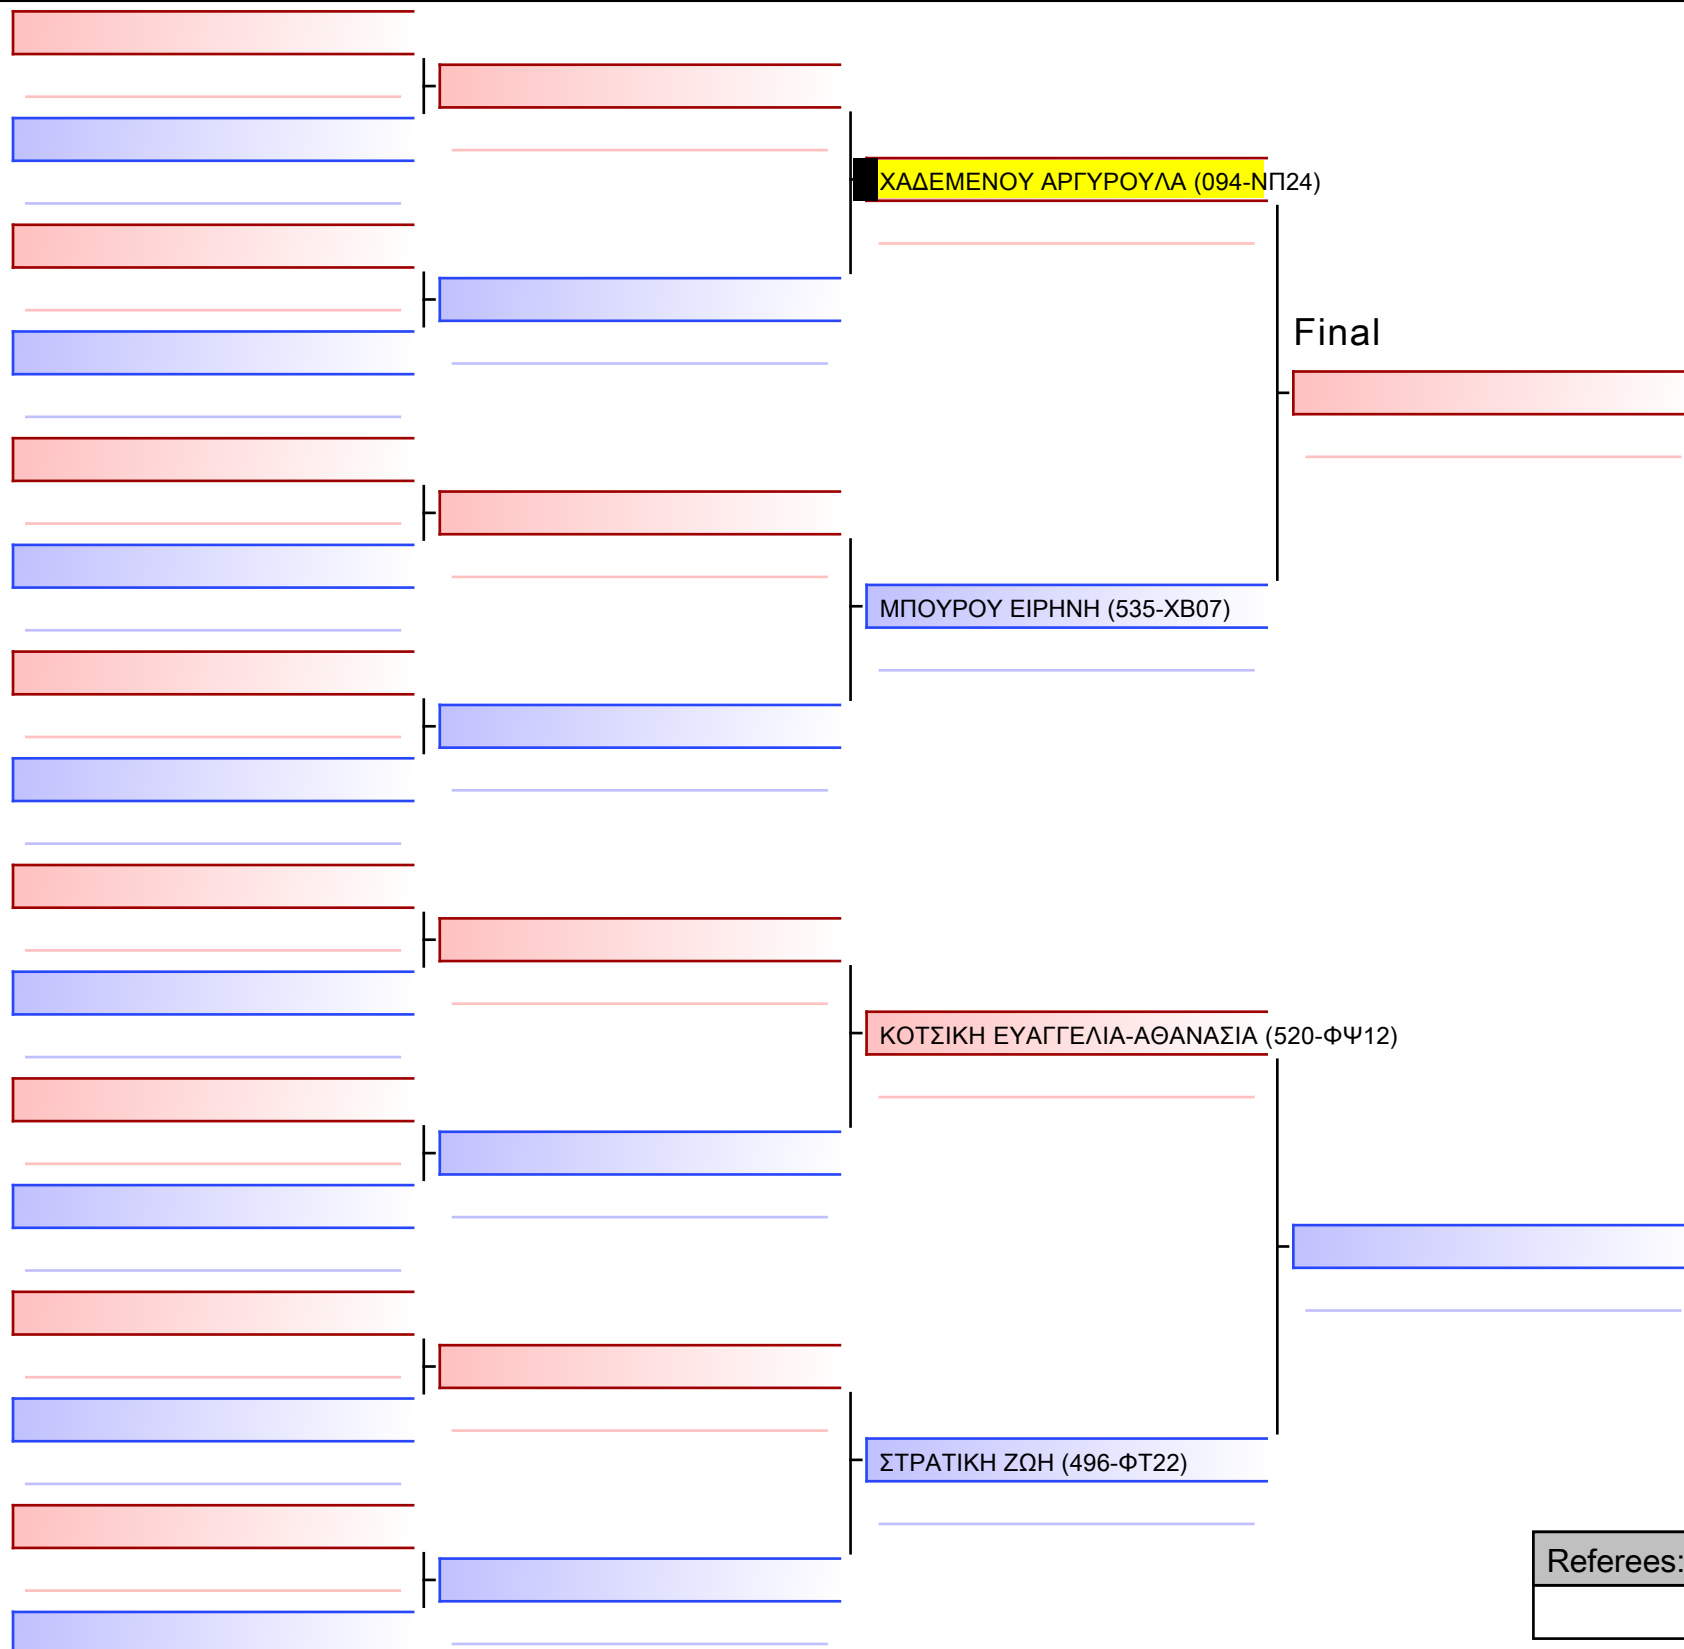 ΧΑΔΕΜΕΝΟΥ ΑΡΓΥΡΟΥΛΑ (094-ΝΠ24)
Final
ΜΠΟΥΡΟΥ ΕΙΡΗΝΗ (535-ΧΒ07)
ΚΟΤΣΙΚΗ ΕΥΑΓΓΕΛΙΑ-ΑΘΑΝΑΣΙΑ (520-ΦΨ12)
ΣΤΡΑΤΙΚΗ ΖΩΗ (496-ΦΤ22)
Referees: